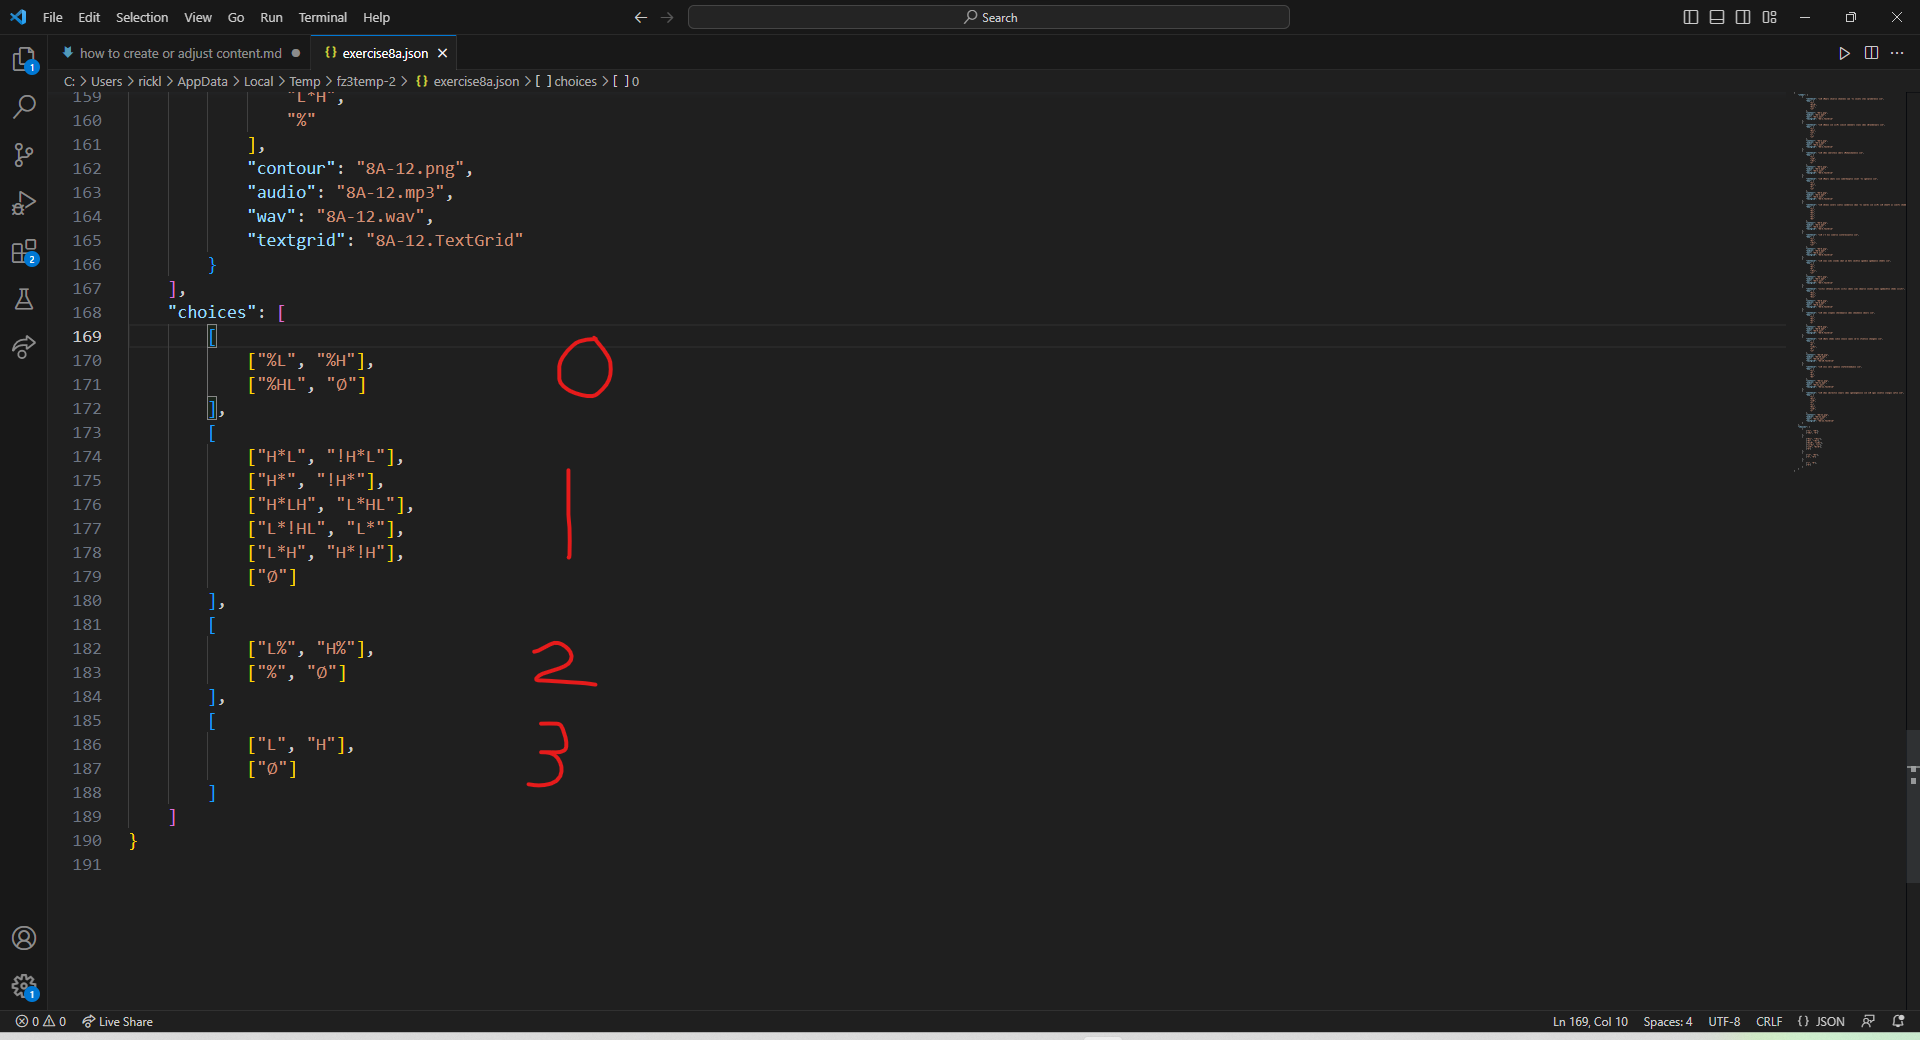 File Edit Selection View Go Run Terminal Help
Search
1
how to create or adjust content.md
{} exercise8a.json
C: > Users > rickl > AppData > Local > Temp > fz3temp-2 > {} exercise8a.json > [ ] choices > [ ] 0
159 "L*H",
160 "%"
161 ],
162 "contour": "8A-12.png",
163 "audio": "8A-12.mp3",
164 "wav": "8A-12.wav",
165 "textgrid": "8A-12.TextGrid"
166 }
167 ],
168 "choices": [
169 [
170 ["%L", "%H"],
0
171 ["%HL", "Ø"]
172 ],
173 [
174 ["H*L", "!H*L"],
175 ["H*", "!H*"],
176 ["H*LH", "L*HL"],
1
177 ["L*!HL", "L*"],
178 ["L*H", "H*!H"],
179 ["Ø"]
180 ],
181 [
182 ["L%", "H%"],
2
183 ["%", "Ø"]
184 ],
185 [
186 ["L", "H"],
3
187 ["Ø"]
188 ]
189 ]
190 }
191
2
1
0 0 Live Share
Ln 169, Col 10 Spaces: 4 UTF-8 CRLF {} JSON